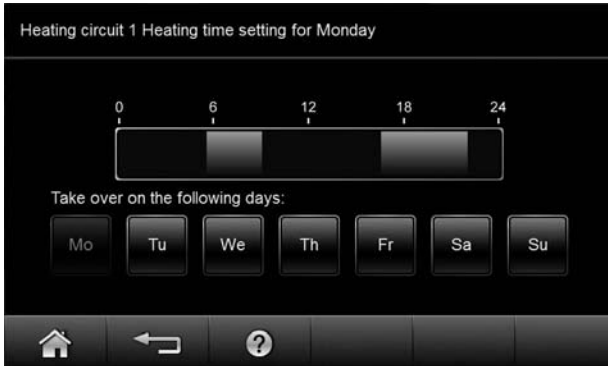 Heating circuit 1 Heating time setting for Monday
0 6 12 18 24
Take over on the following days:
Mo Tu We Th Fr Sa Su
?